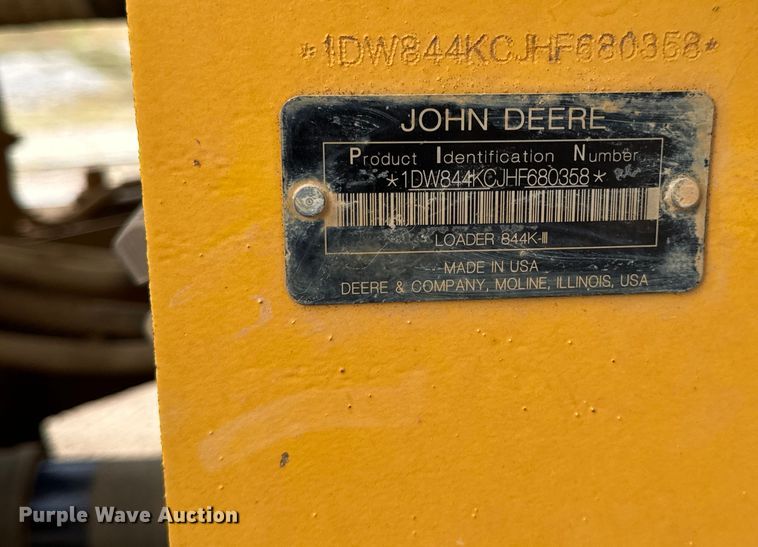 *1DW844KCJHF680358*
JOHN DEERE
Product Identification Number
*1DW844KCJHF680358*
LOADER 844K-III
MADE IN USA
DEERE & COMPANY, MOLINE, ILLINOIS, USA
Purple Wave Auction